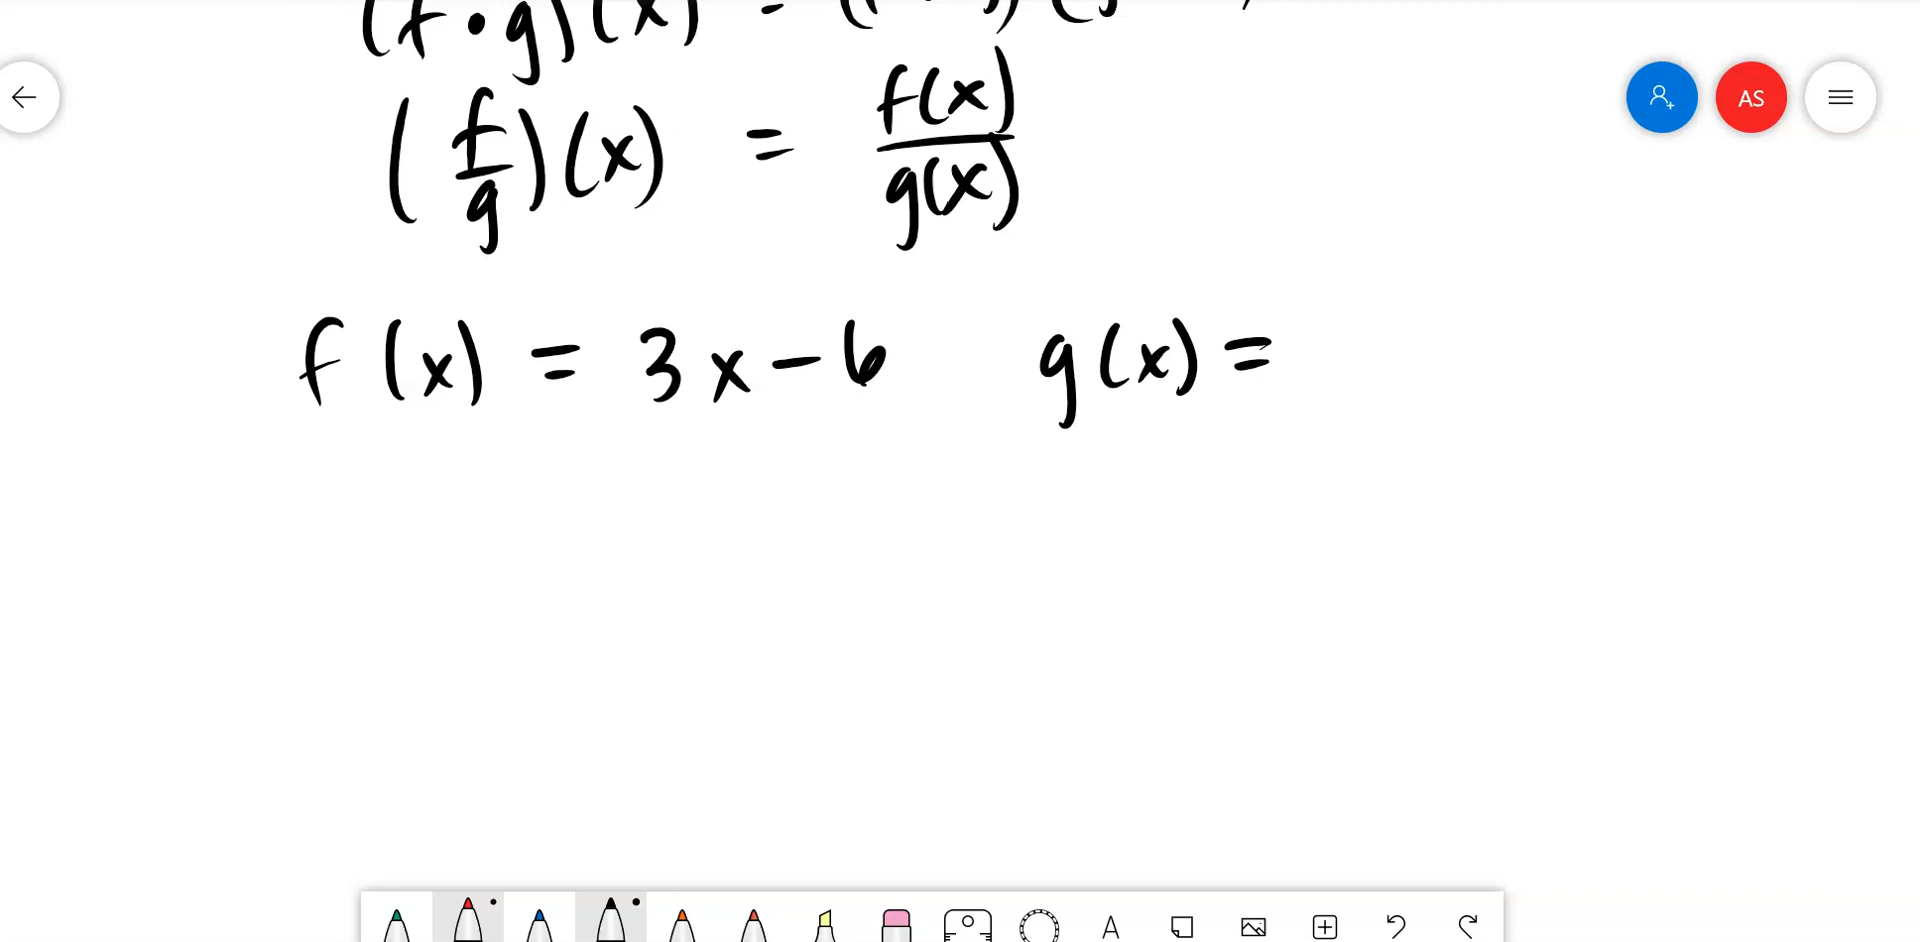 (f • g)(x) =
(f/g)(x) = f(x)/g(x)
f(x) = 3x - 6 g(x) =
AS
A